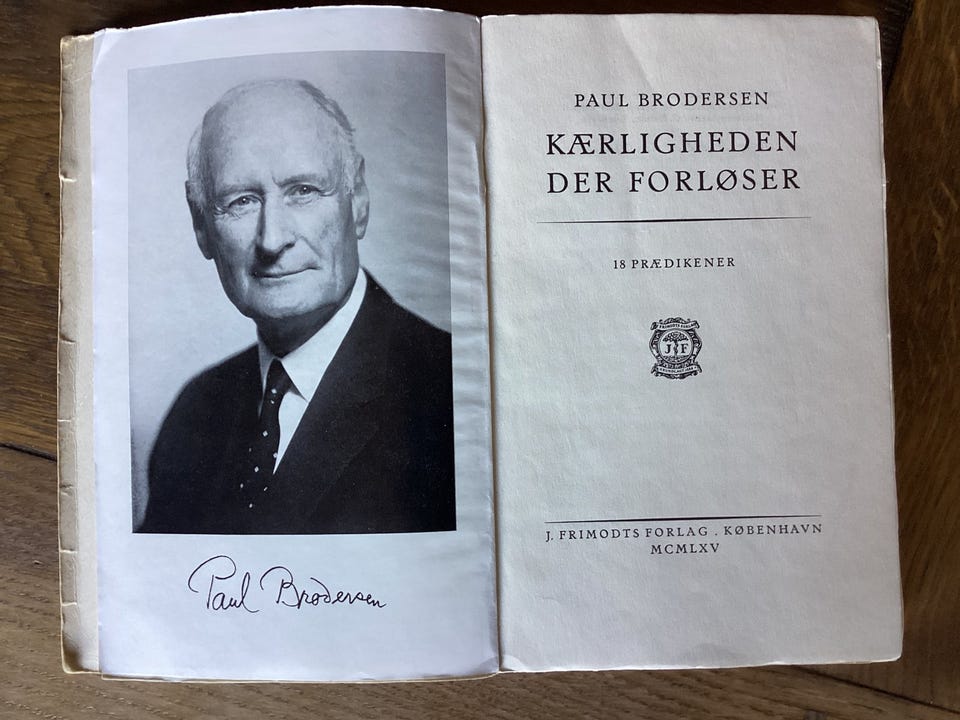 Paul Brodersen
PAUL BRODERSEN
KÆRLIGHEDEN
DER FORLØSER
18 PRÆDIKENER
J F
J. FRIMODTS FORLAG . KØBENHAVN
MCMLXV